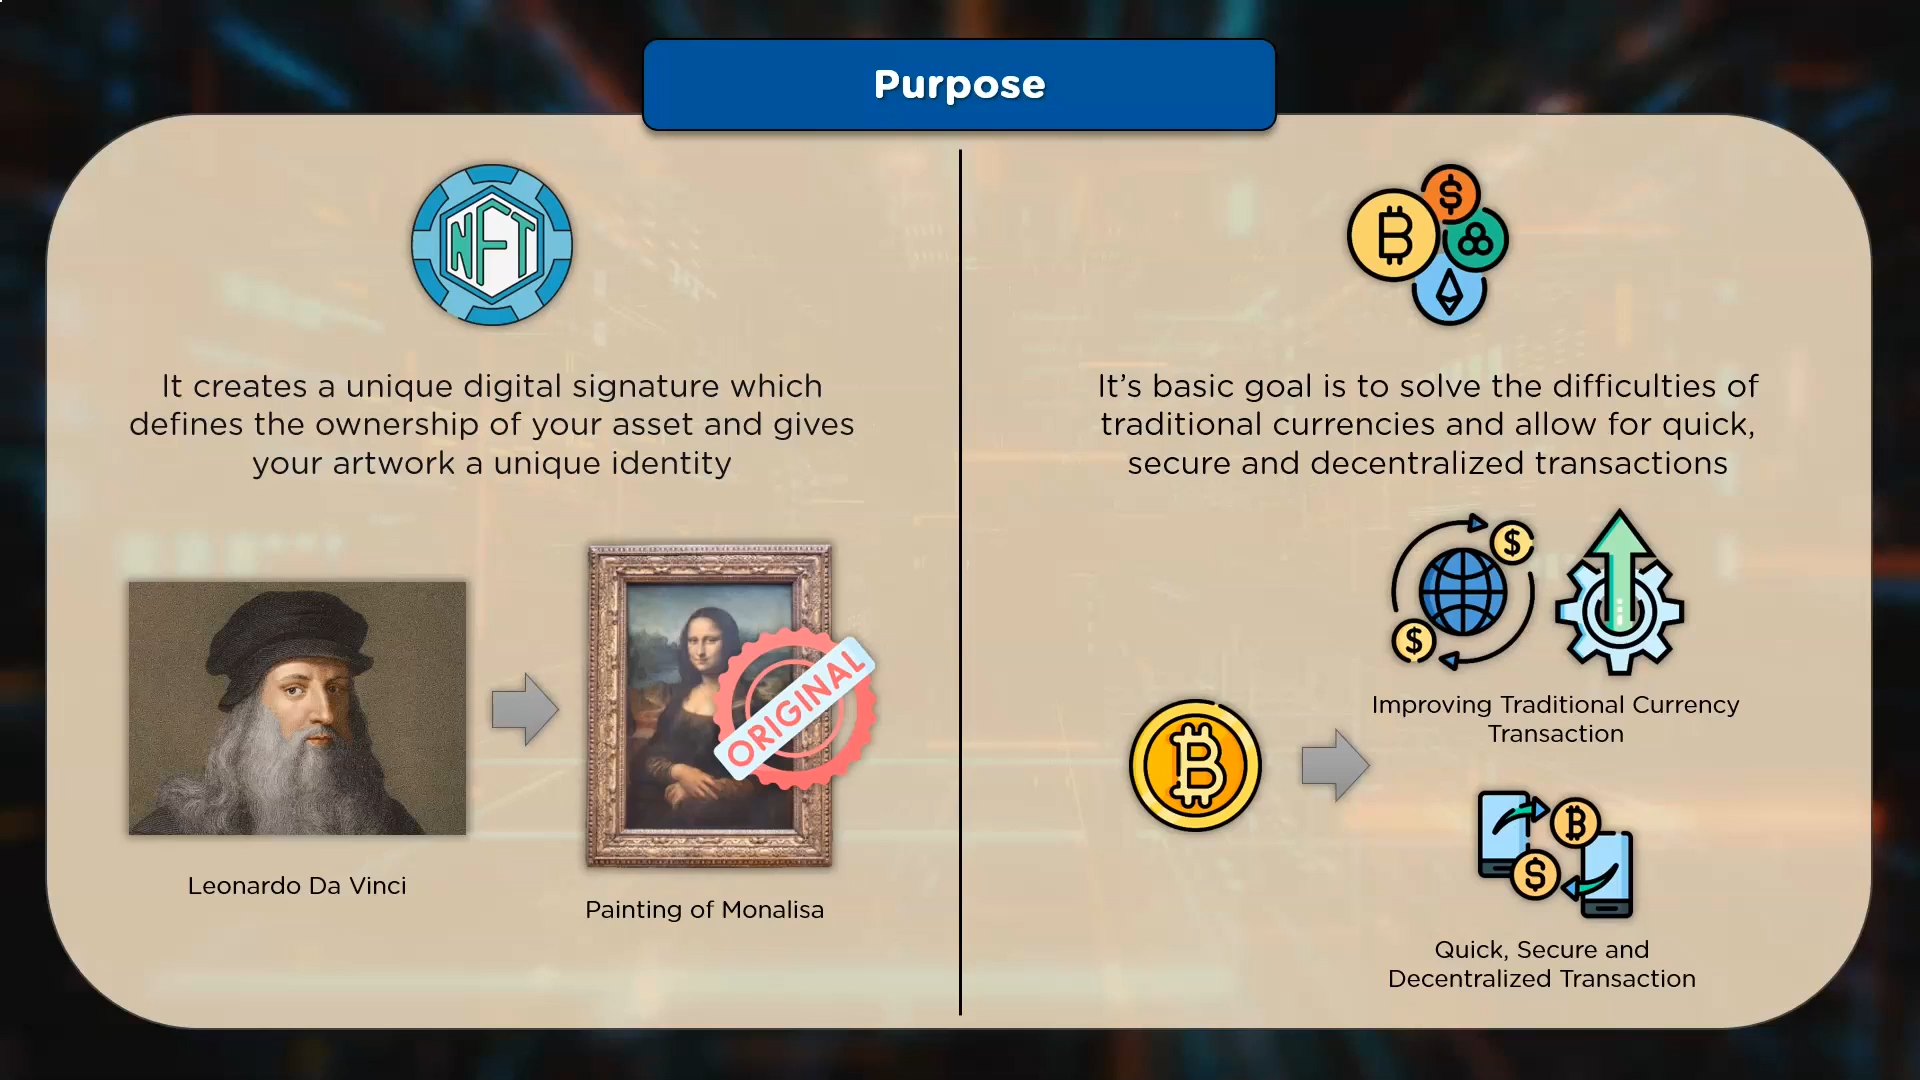 Purpose
NFT
It creates a unique digital signature which
defines the ownership of your asset and gives
your artwork a unique identity
ORIGINAL
Leonardo Da Vinci
Painting of Monalisa
It’s basic goal is to solve the difficulties of
traditional currencies and allow for quick,
secure and decentralized transactions
Improving Traditional Currency
Transaction
Quick, Secure and
Decentralized Transaction